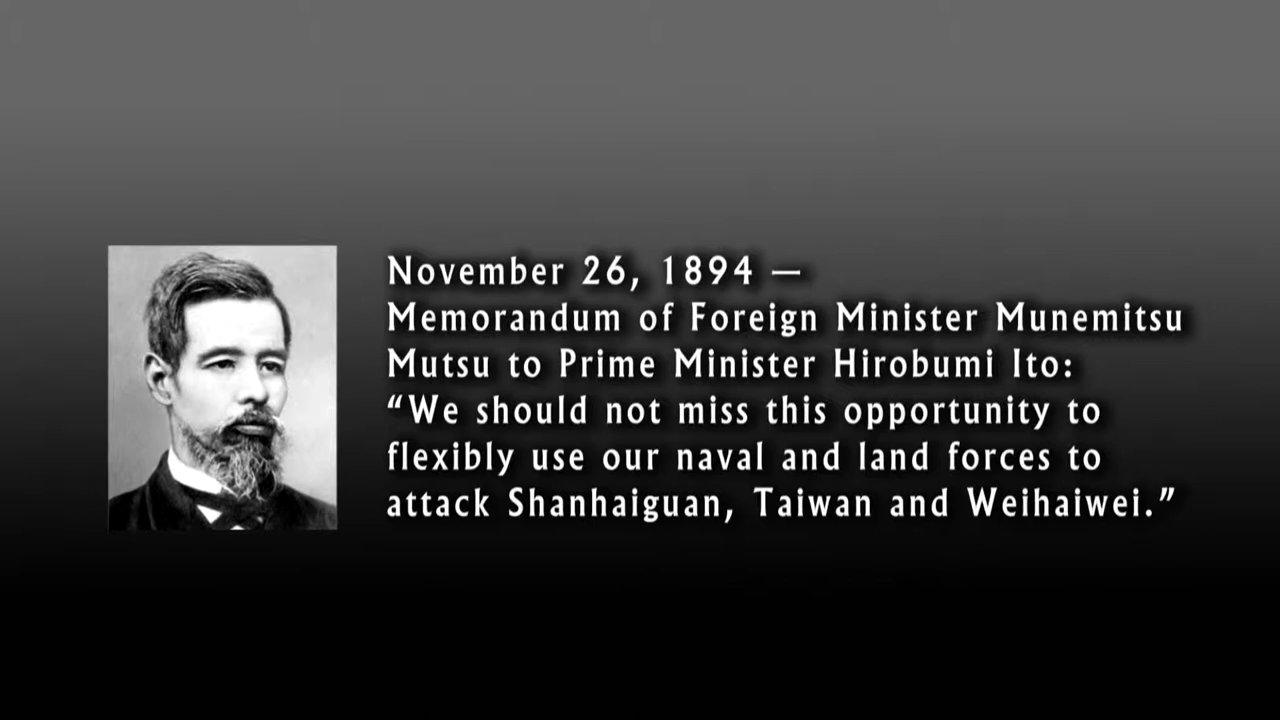 November 26, 1894 —
Memorandum of Foreign Minister Munemitsu
Mutsu to Prime Minister Hirobumi Ito:
“We should not miss this opportunity to
flexibly use our naval and land forces to
attack Shanhaiguan, Taiwan and Weihaiwei.”